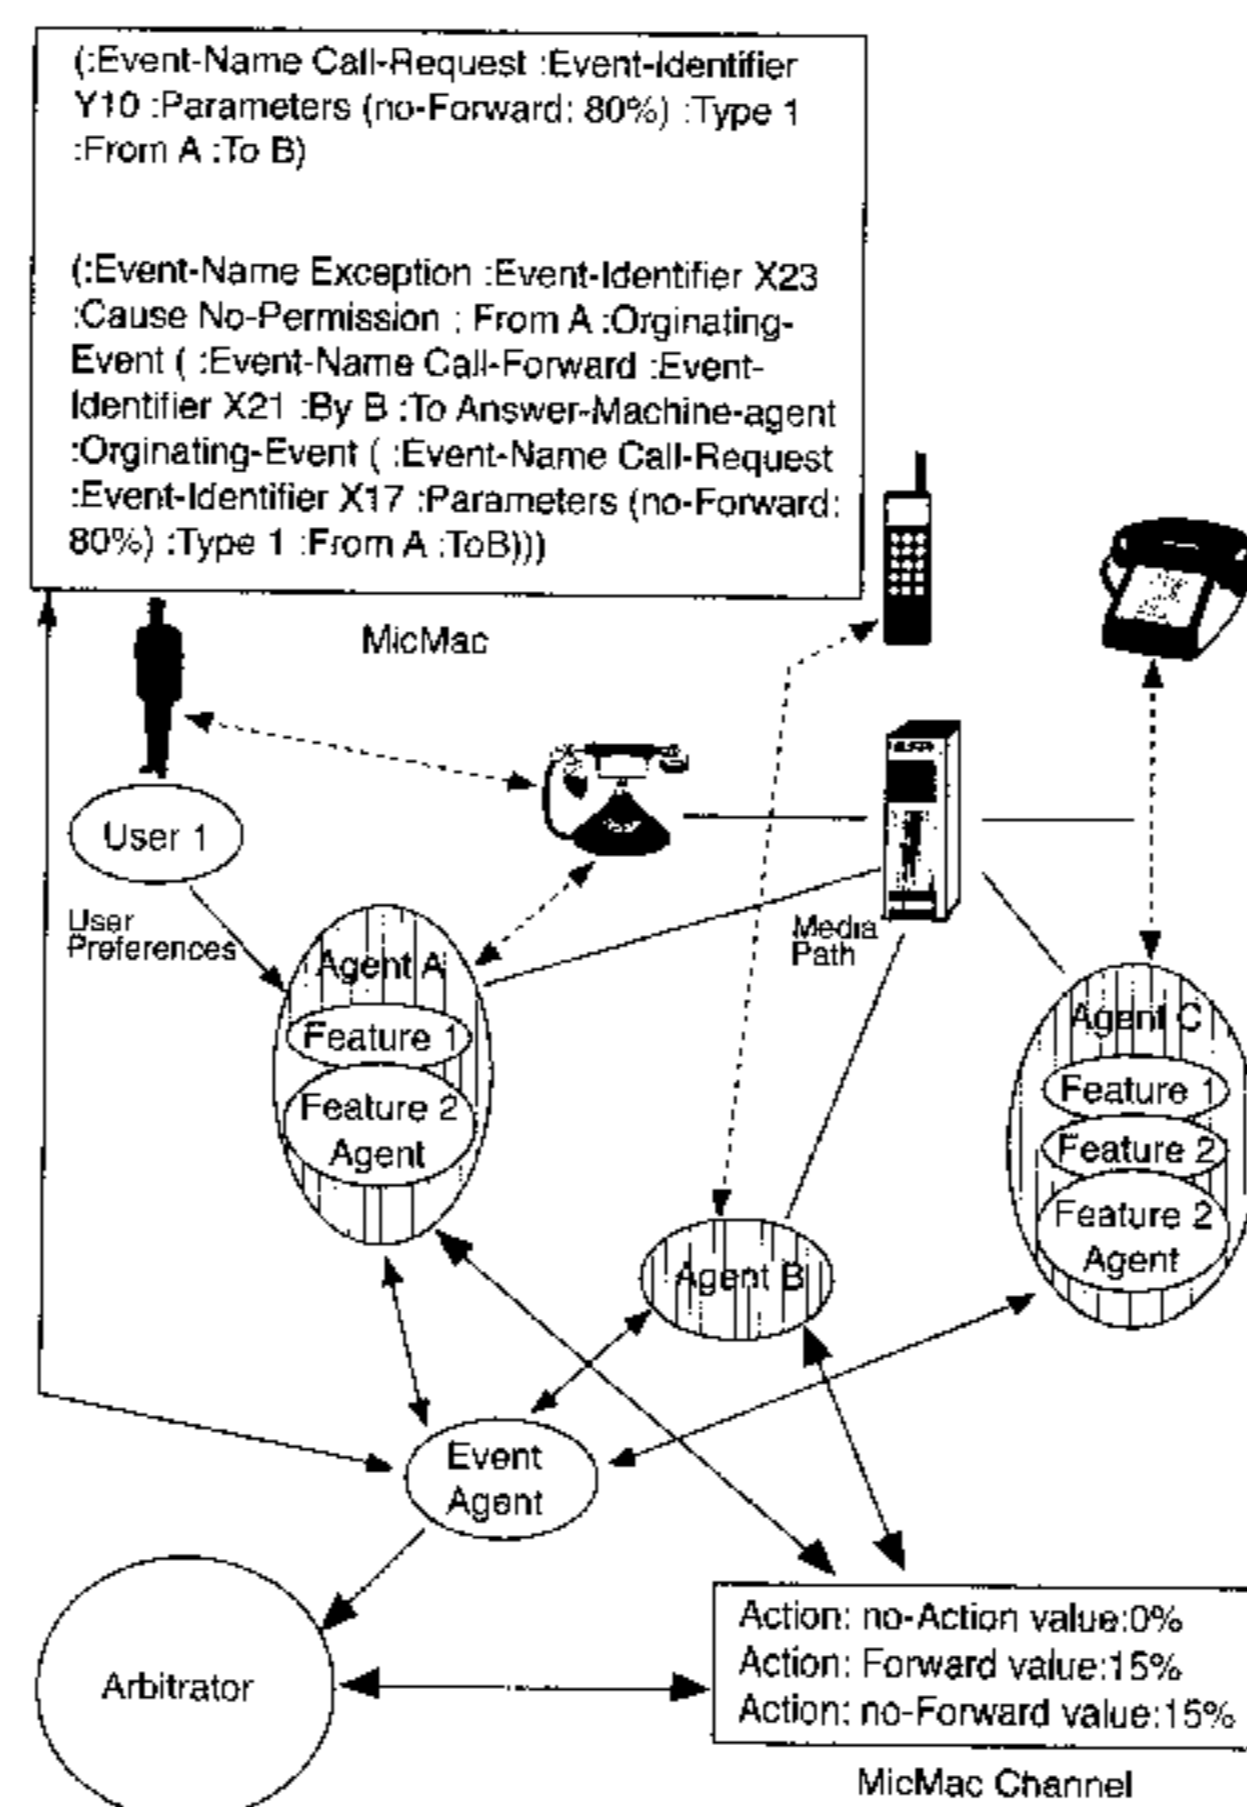 (:Event-Name Call-Request :Event-Identifier
Y10 :Parameters (no-Forward: 80%) :Type 1
:From A :To B)
(:Event-Name Exception :Event-Identifier X23
:Cause No-Permission : From A :Orginating-
Event ( :Event-Name Call-Forward :Event-
Identifier X21 :By B :To Answer-Machine-agent
:Orginating-Event ( :Event-Name Call-Request
:Event-Identifier X17 :Parameters (no-Forward:
80%) :Type 1 :From A :ToB)))
MicMac
User 1
User
Preferences
Media
Path
Agent A
Feature 1
Feature 2
Agent
Agent C
Feature 1
Feature 2
Feature 2
Agent
Agent B
Event
Agent
Arbitrator
Action: no-Action value:0%
Action: Forward value:15%
Action: no-Forward value:15%
MicMac Channel